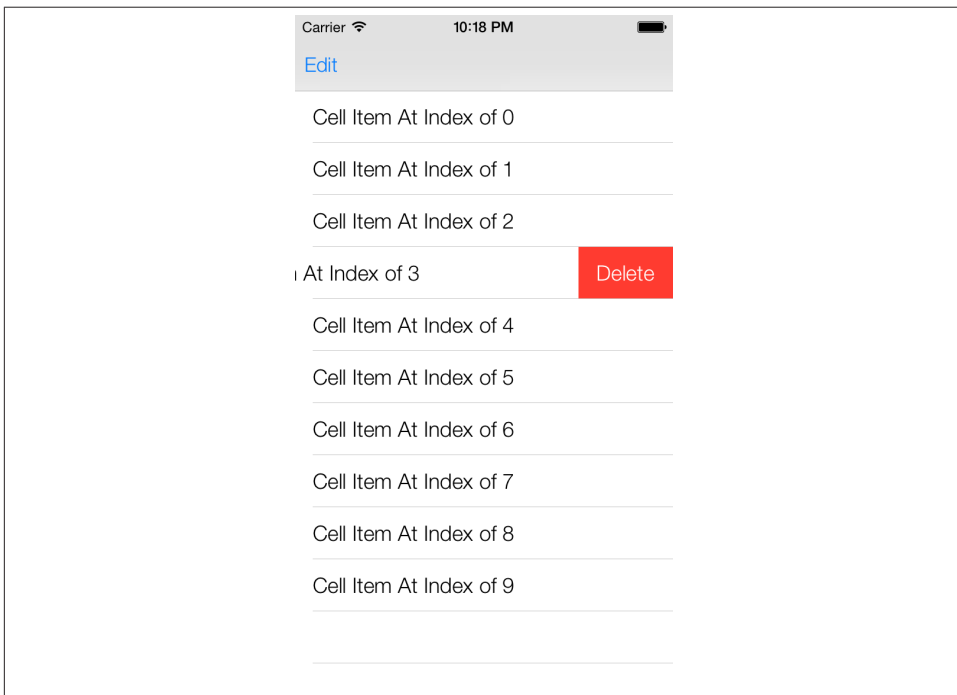 Carrier 10:18 PM
Edit
Cell Item At Index of 0
Cell Item At Index of 1
Cell Item At Index of 2
At Index of 3 Delete
Cell Item At Index of 4
Cell Item At Index of 5
Cell Item At Index of 6
Cell Item At Index of 7
Cell Item At Index of 8
Cell Item At Index of 9